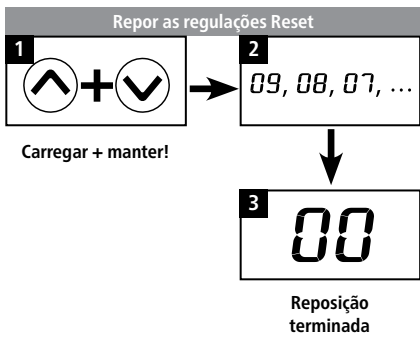 Repor as regulações Reset
1
+
Carregar + manter!
2
09, 08, 07, ...
3
00
Reposição
terminada